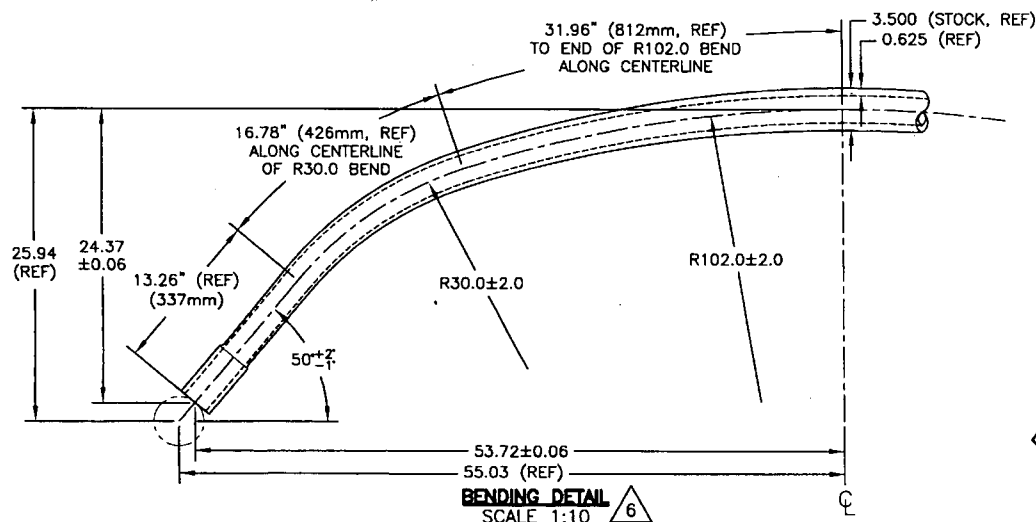 31.96" (812mm, REF)
TO END OF R102.0 BEND
ALONG CENTERLINE
3.500 (STOCK, REF)
0.625 (REF)
16.78" (426mm, REF)
ALONG CENTERLINE
OF R30.0 BEND
25.94
(REF)
24.37
±0.06
13.26" (REF)
(337mm)
R30.0±2.0
R102.0±2.0
50°+2°
-1°
53.72±0.06
55.03 (REF)
BENDING DETAIL
SCALE 1:10
6
℄